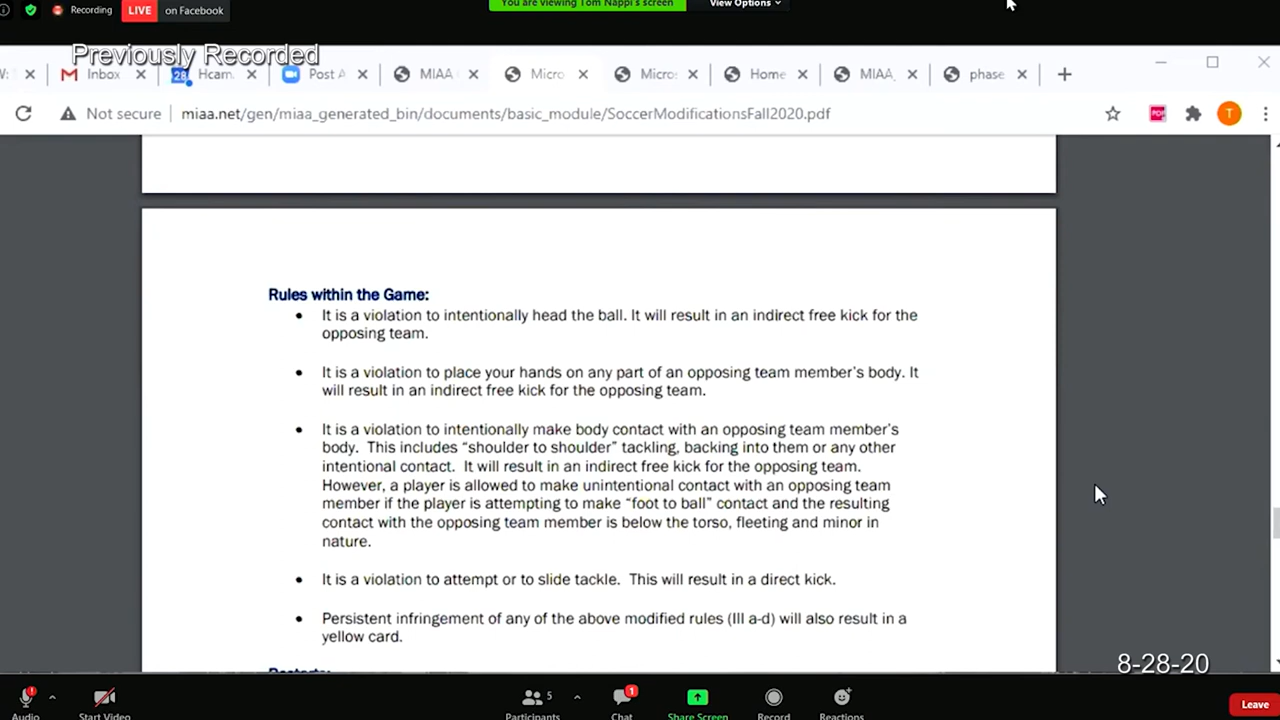 Recording
LIVE on Facebook
You are viewing Tom Nappi's screen
View Options
Previously Recorded
Inbox
28
Hcam
Post A
MIAA
Micro
Micro
Home
MIAA
phase
Not secure
miaa.net/gen/miaa_generated_bin/documents/basic_module/SoccerModificationsFall2020.pdf
PDF
T
Rules within the Game:
• It is a violation to intentionally head the ball. It will result in an indirect free kick for the
opposing team.
• It is a violation to place your hands on any part of an opposing team member's body. It
will result in an indirect free kick for the opposing team.
• It is a violation to intentionally make body contact with an opposing team member's
body. This includes “shoulder to shoulder” tackling, backing into them or any other
intentional contact. It will result in an indirect free kick for the opposing team.
However, a player is allowed to make unintentional contact with an opposing team
member if the player is attempting to make “foot to ball” contact and the resulting
contact with the opposing team member is below the torso, fleeting and minor in
nature.
• It is a violation to attempt or to slide tackle. This will result in a direct kick.
• Persistent infringement of any of the above modified rules (III a-d) will also result in a
yellow card.
8-28-20
Audio
Start Video
5
Participants
1
Chat
Share Screen
Record
Reactions
Leave